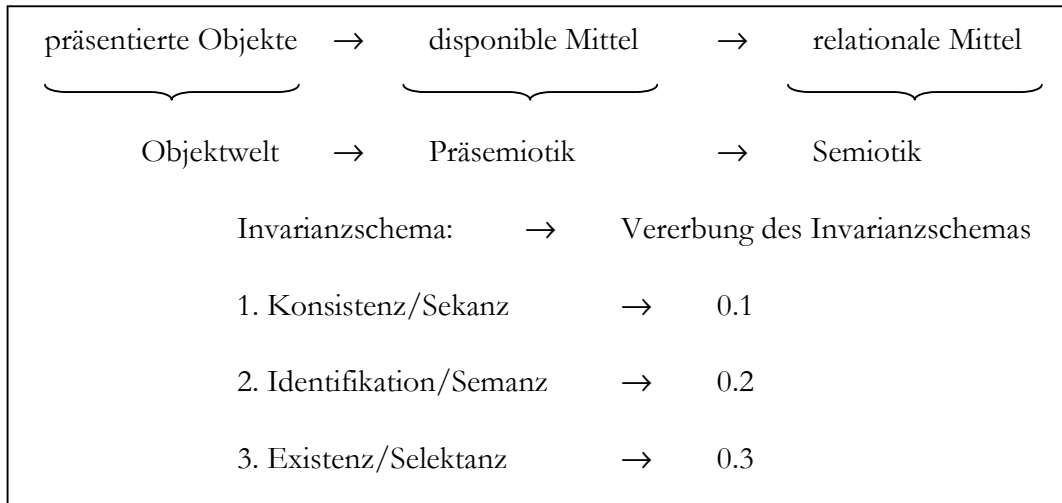 präsentierte Objekte → disponible Mittel → relationale Mittel
Objektwelt → Präsemiotik → Semiotik
Invarianzschema: → Vererbung des Invarianzschemas
1. Konsistenz/Sekanz → 0.1
2. Identifikation/Semanz → 0.2
3. Existenz/Selektanz → 0.3